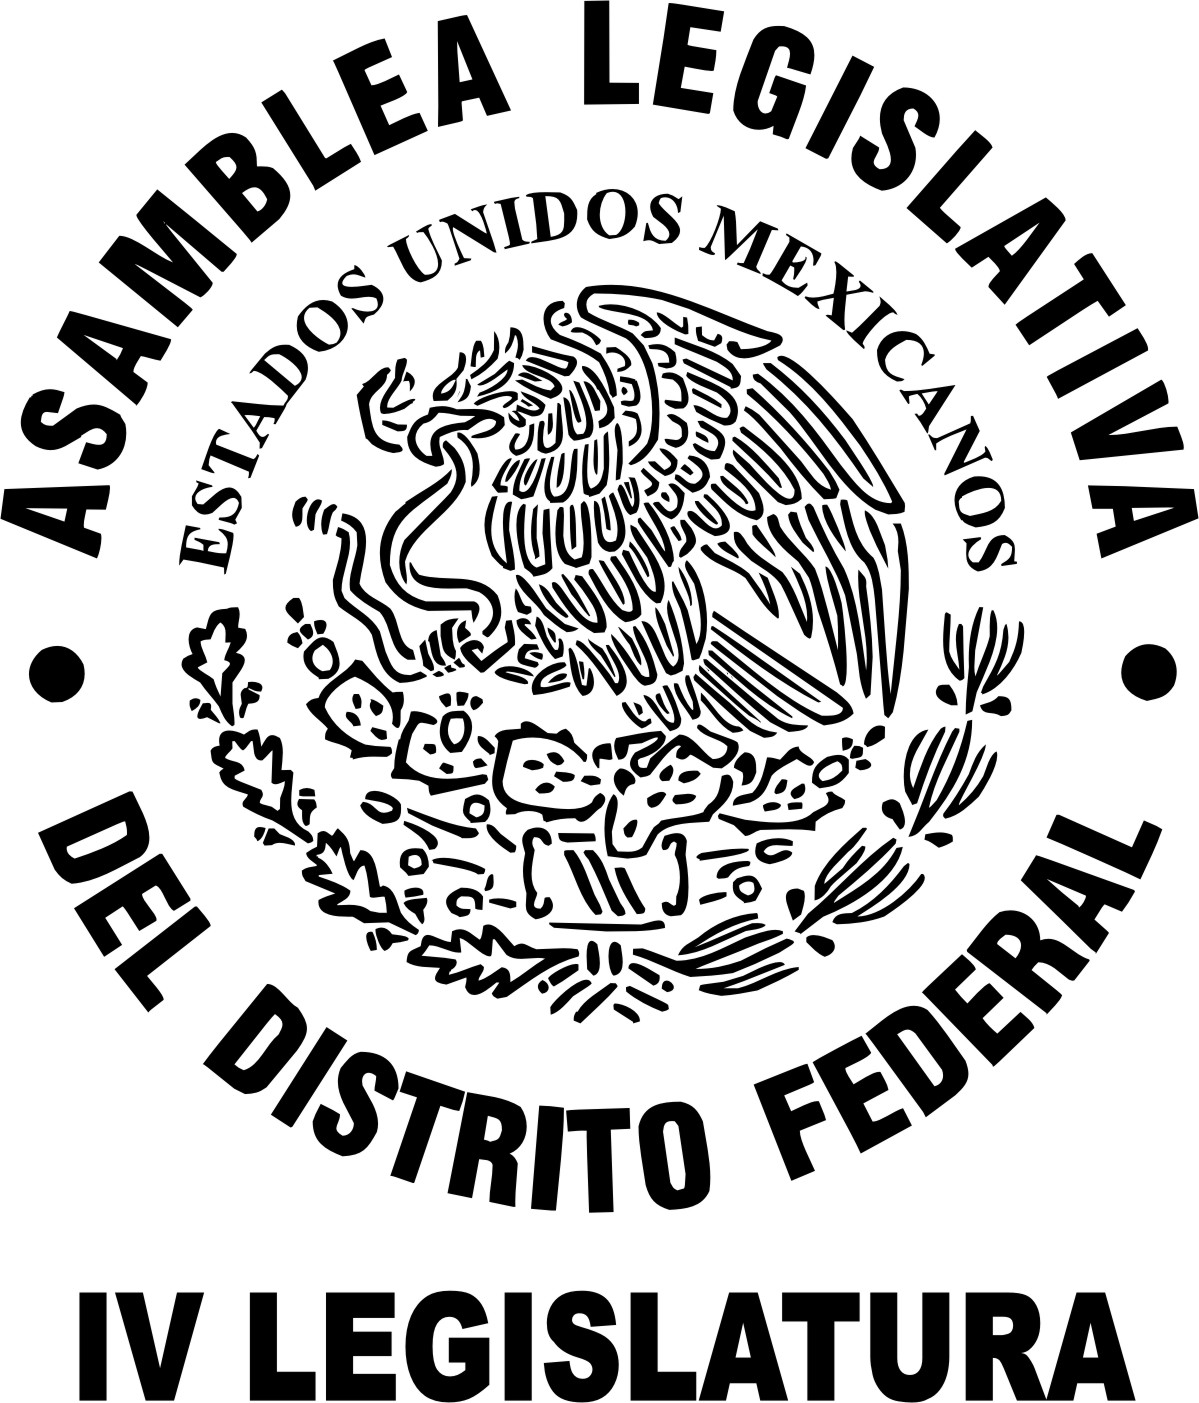 ASAMBLEA LEGISLATIVA
ESTADOS UNIDOS MEXICANOS
DEL DISTRITO FEDERAL
IV LEGISLATURA